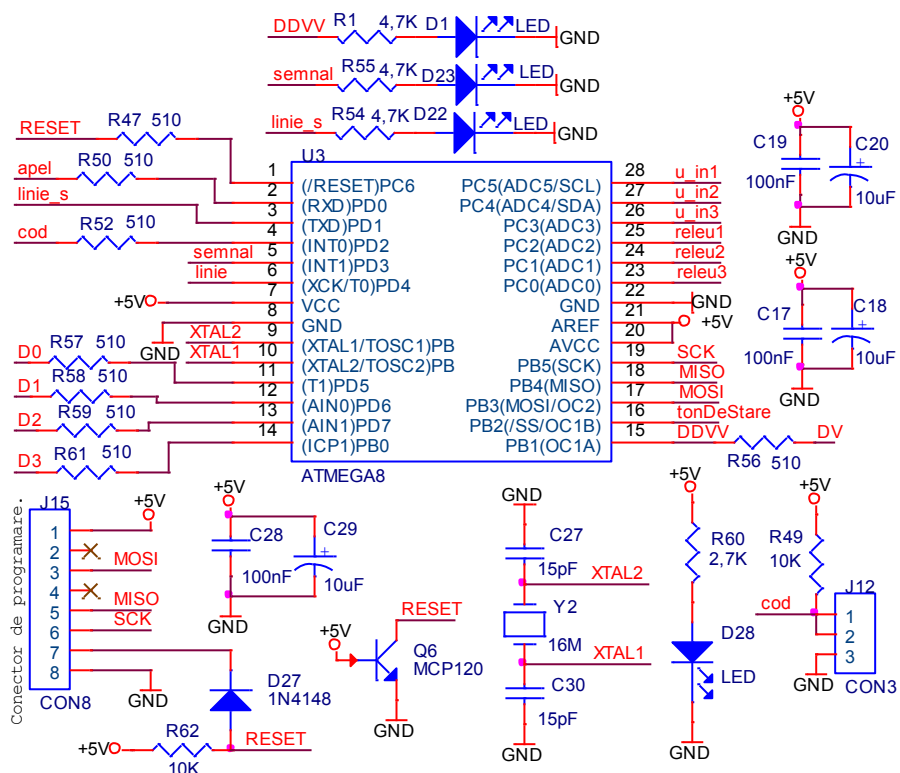 DDVV R1 4,7K D1 LED GND
semnal R55 4,7K D23 LED GND
linie_s R54 4,7K D22 LED GND
RESET R47 510
apel R50 510
linie_s
cod R52 510
semnal
linie
+5V
GND
XTAL2
XTAL1
D0 R57 510
D1 R58 510
D2 R59 510
D3 R61 510
U3
1 (/RESET)PC6
2 (RXD)PD0
3 (TXD)PD1
4 (INT0)PD2
5 (INT1)PD3
6 (XCK/T0)PD4
7 VCC
8 GND
9 (XTAL1/TOSC1)PB
10 (XTAL2/TOSC2)PB
11 (T1)PD5
12 (AIN0)PD6
13 (AIN1)PD7
14 (ICP1)PB0
PC5(ADC5/SCL) 28 u_in1
PC4(ADC4/SDA) 27 u_in2
PC3(ADC3) 26 u_in3
PC2(ADC2) 25 releu1
PC1(ADC1) 24 releu2
PC0(ADC0) 23 releu3
GND 22 GND
AREF 21 +5V
AVCC 20
PB5(SCK) 19 SCK
PB4(MISO) 18 MISO
PB3(MOSI/OC2) 17 MOSI
PB2(/SS/OC1B) 16 tonDeStare
PB1(OC1A) 15 DDVV R56 510 DV
ATMEGA8
+5V
C19 C20
100nF 10uF
GND
+5V
C17 C18
100nF 10uF
GND
Conector de programare.
J15
+5V
1
2
3 MOSI
4
5 MISO
6 SCK
7
8
GND
CON8
D27
1N4148
+5V R62 RESET
10K
+5V
C28 C29
100nF 10uF
GND
+5V
RESET
Q6
MCP120
GND
GND
C27
15pF
XTAL2
Y2
16M
XTAL1
C30
15pF
GND
+5V
R60
2,7K
D28
LED
GND
+5V
R49
10K
J12
cod
1
2
3
GND
CON3